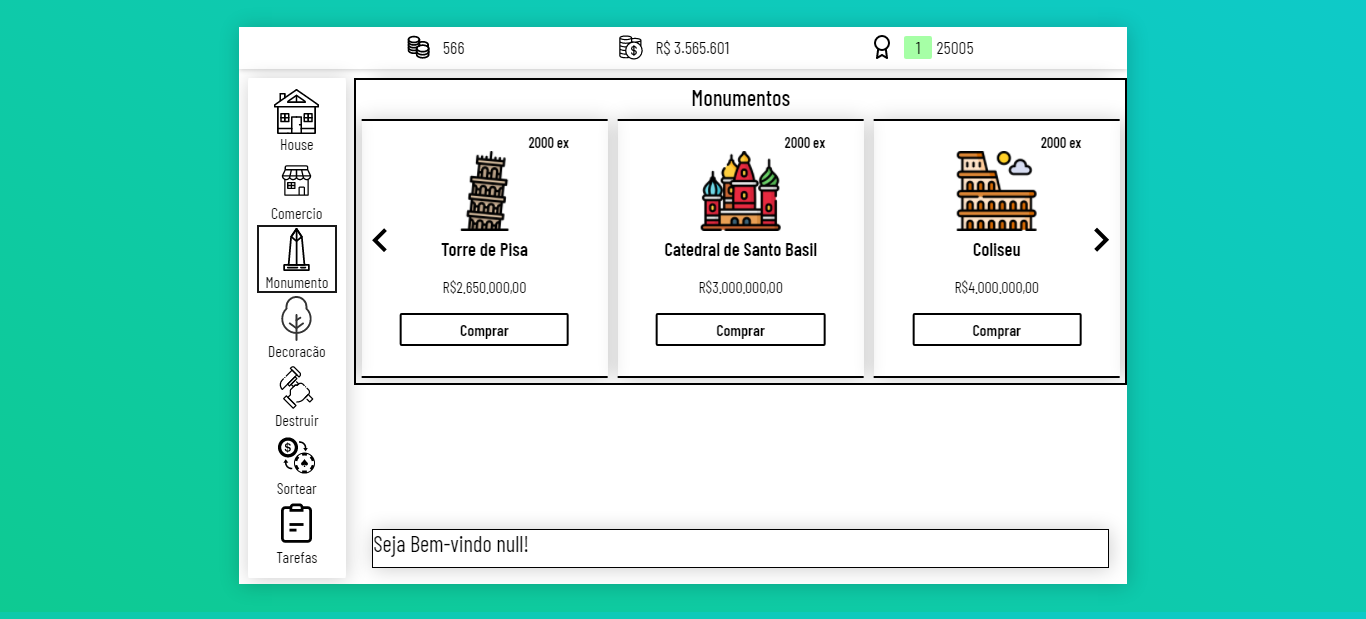 566
R$ 3.565.601
1 25005
House
Comercio
Monumento
Decoracão
Destruir
Sortear
Tarefas
Monumentos
2000 ex
Torre de Pisa
R$2.650.000,00
Comprar
2000 ex
Catedral de Santo Basil
R$3.000.000,00
Comprar
2000 ex
Coliseu
R$4.000.000,00
Comprar
Seja Bem-vindo null!